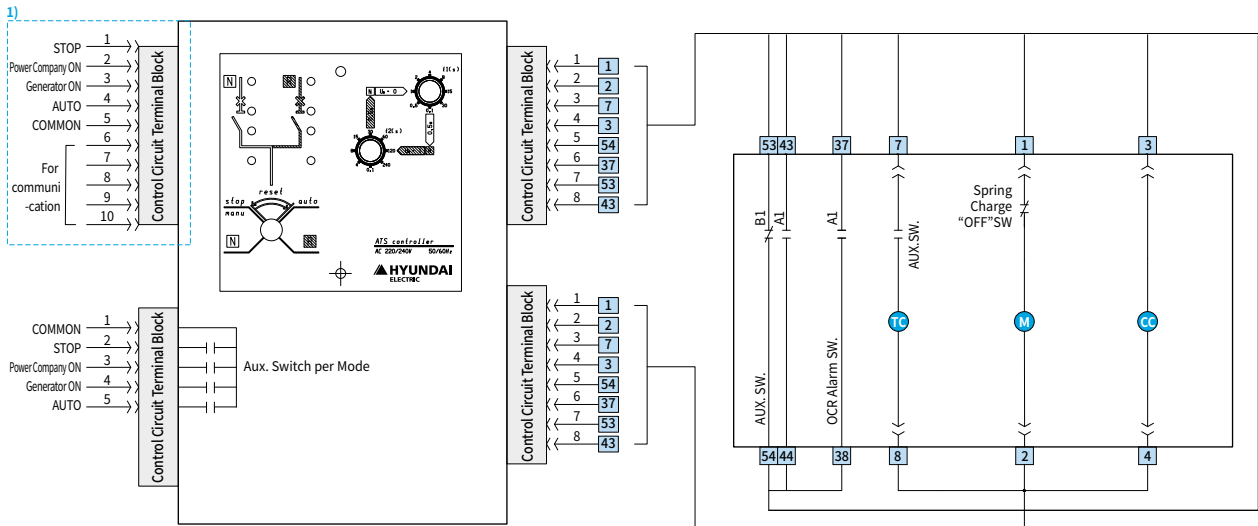 1)
STOP 1
Power Company ON 2
Generator ON 3
AUTO 4
COMMON 5
6
7
8
9
10
For
communi
-cation
Control Circuit Terminal Block
COMMON 1
STOP 2
Power Company ON 3
Generator ON 4
AUTO 5
Control Circuit Terminal Block
Aux. Switch per Mode
N
reset
stop
auto
manu
N
ATS controller
AC 220/240V 50/60Hz
HYUNDAI
ELECTRIC
Control Circuit Terminal Block
1 1
2 2
3 7
4 3
5 54
6 37
7 53
8 43
Control Circuit Terminal Block
1 1
2 2
3 7
4 3
5 54
6 37
7 53
8 43
53 43 37 7 1 3
Spring
Charge
“OFF”SW
B1
A1
A1
AUX.SW.
TC M CC
AUX. SW.
OCR Alarm SW.
54 44 38 8 2 4